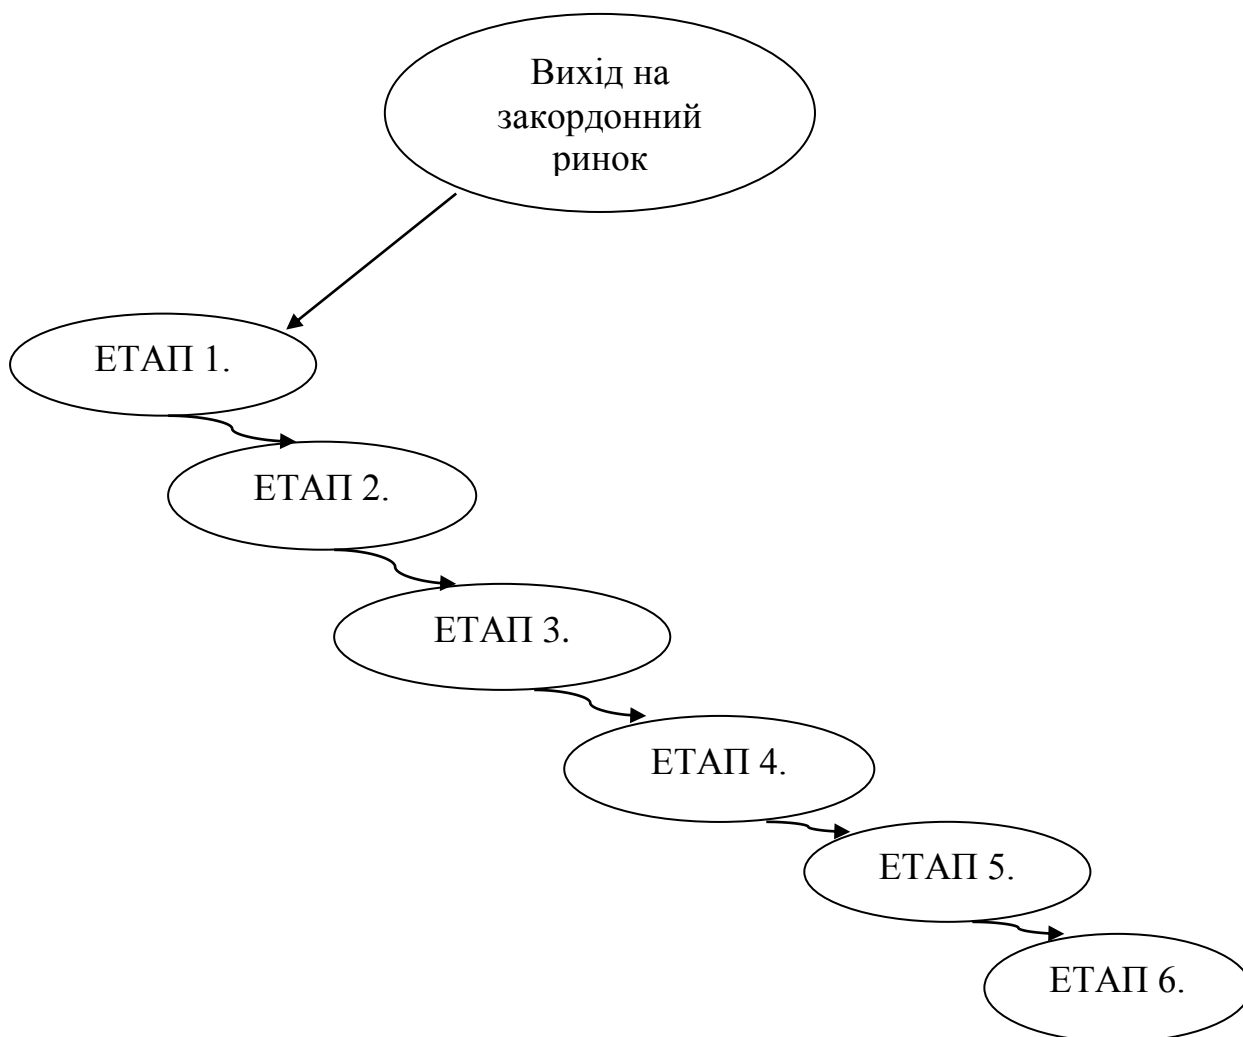 Вихід на
закордонний
ринок
ЕТАП 1.
ЕТАП 2.
ЕТАП 3.
ЕТАП 4.
ЕТАП 5.
ЕТАП 6.